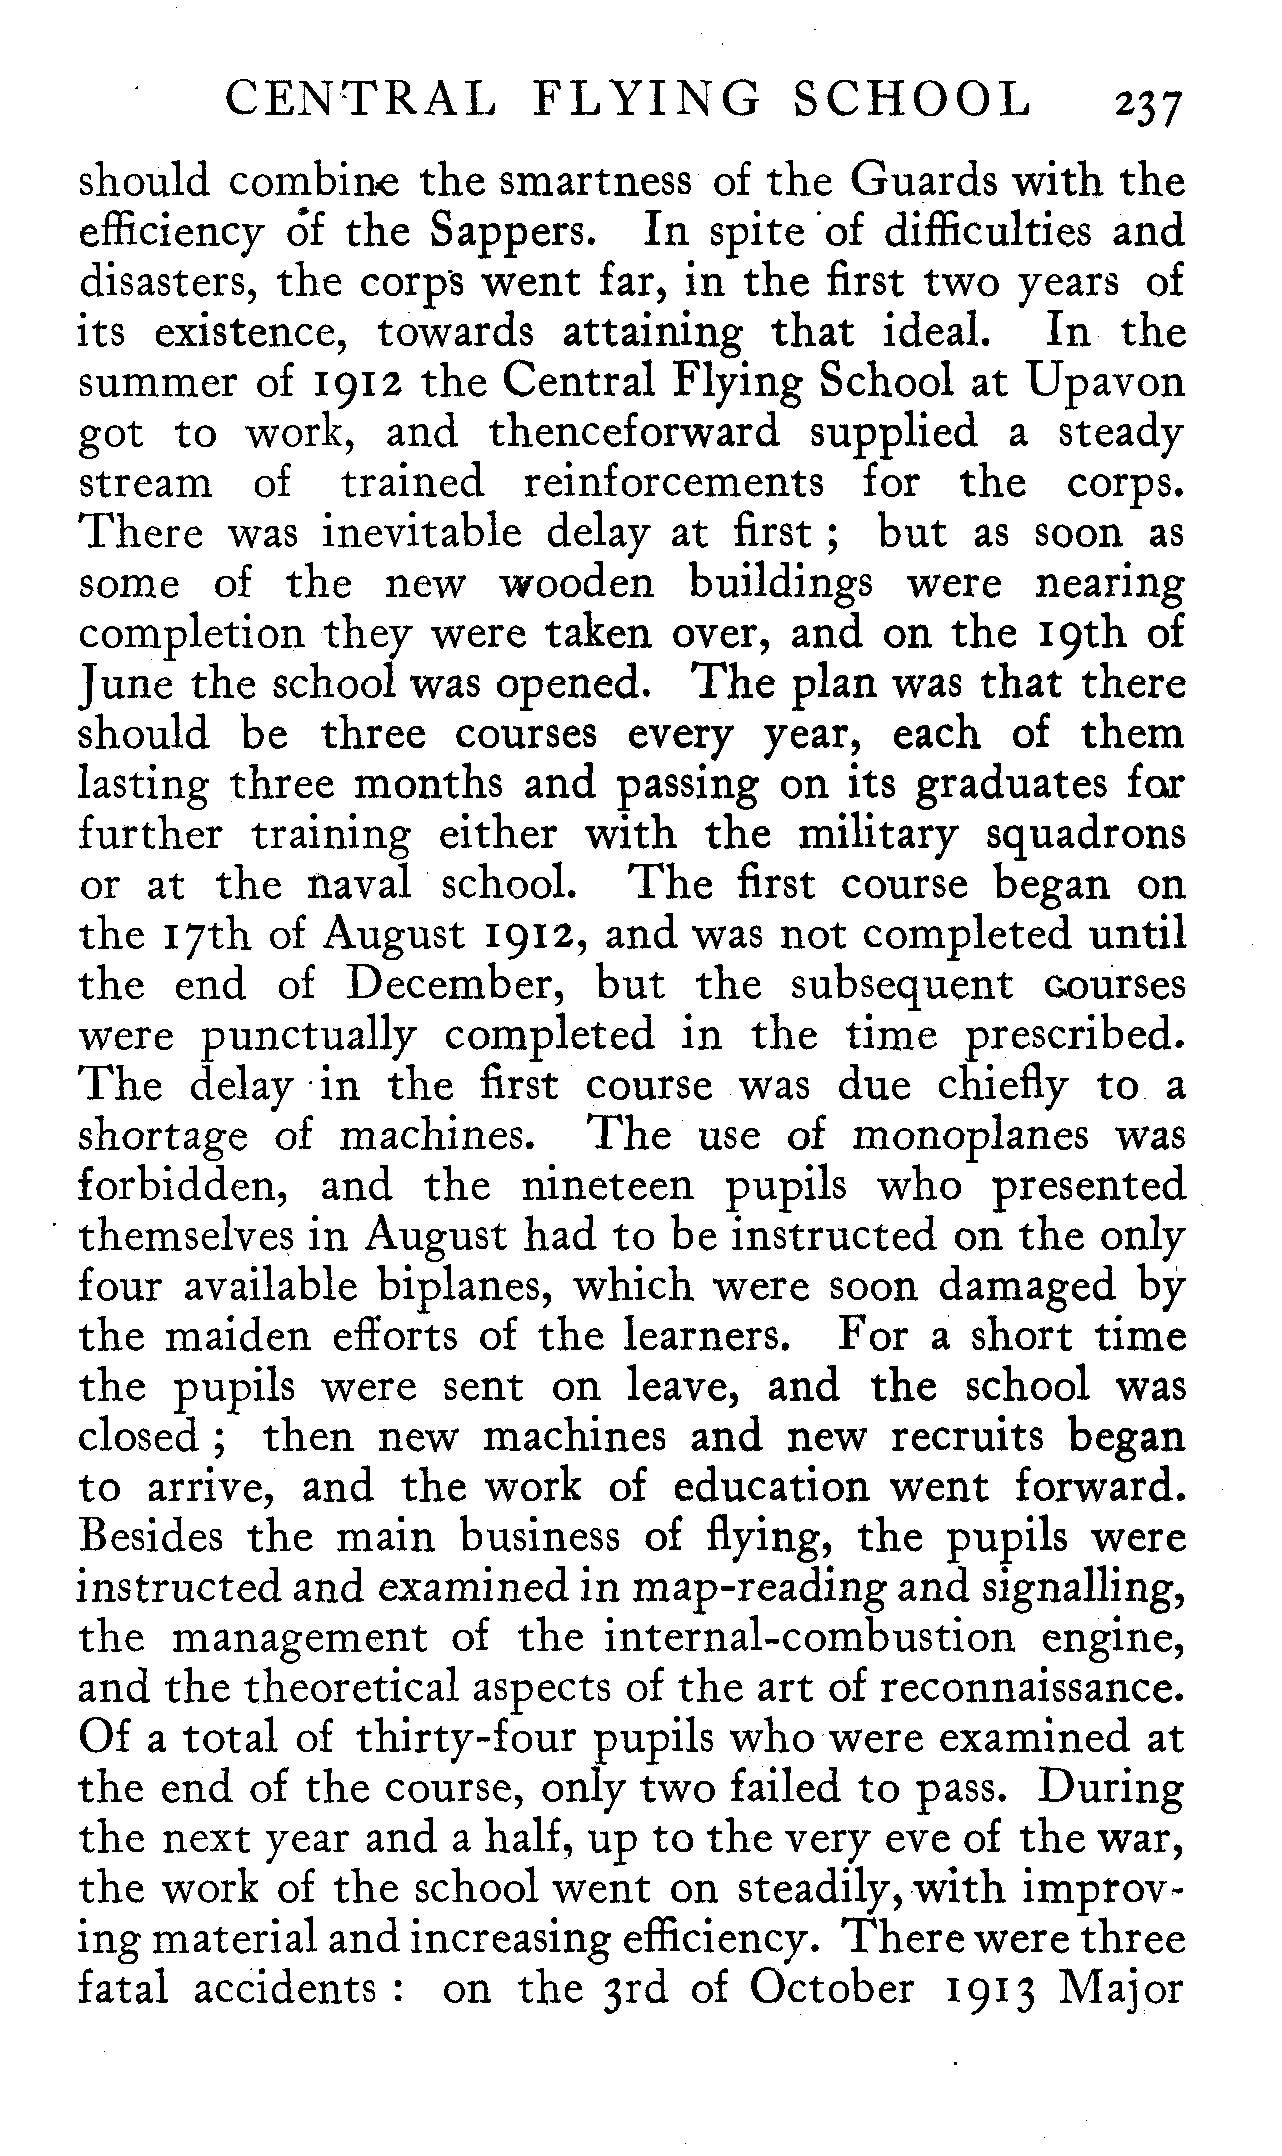 CENTRAL FLYING SCHOOL 237
should combine the smartness of the Guards with the
efficiency of the Sappers. In spite of difficulties and
disasters, the corps went far, in the first two years of
its existence, towards attaining that ideal. In the
summer of 1912 the Central Flying School at Upavon
got to work, and thenceforward supplied a steady
stream of trained reinforcements for the corps.
There was inevitable delay at first ; but as soon as
some of the new wooden buildings were nearing
completion they were taken over, and on the 19th of
June the school was opened. The plan was that there
should be three courses every year, each of them
lasting three months and passing on its graduates for
further training either with the military squadrons
or at the naval school. The first course began on
the 17th of August 1912, and was not completed until
the end of December, but the subsequent courses
were punctually completed in the time prescribed.
The delay in the first course was due chiefly to a
shortage of machines. The use of monoplanes was
forbidden, and the nineteen pupils who presented
themselves in August had to be instructed on the only
four available biplanes, which were soon damaged by
the maiden efforts of the learners. For a short time
the pupils were sent on leave, and the school was
closed ; then new machines and new recruits began
to arrive, and the work of education went forward.
Besides the main business of flying, the pupils were
instructed and examined in map-reading and signalling,
the management of the internal-combustion engine,
and the theoretical aspects of the art of reconnaissance.
Of a total of thirty-four pupils who were examined at
the end of the course, only two failed to pass. During
the next year and a half, up to the very eve of the war,
the work of the school went on steadily, with improv-
ing material and increasing efficiency. There were three
fatal accidents : on the 3rd of October 1913 Major